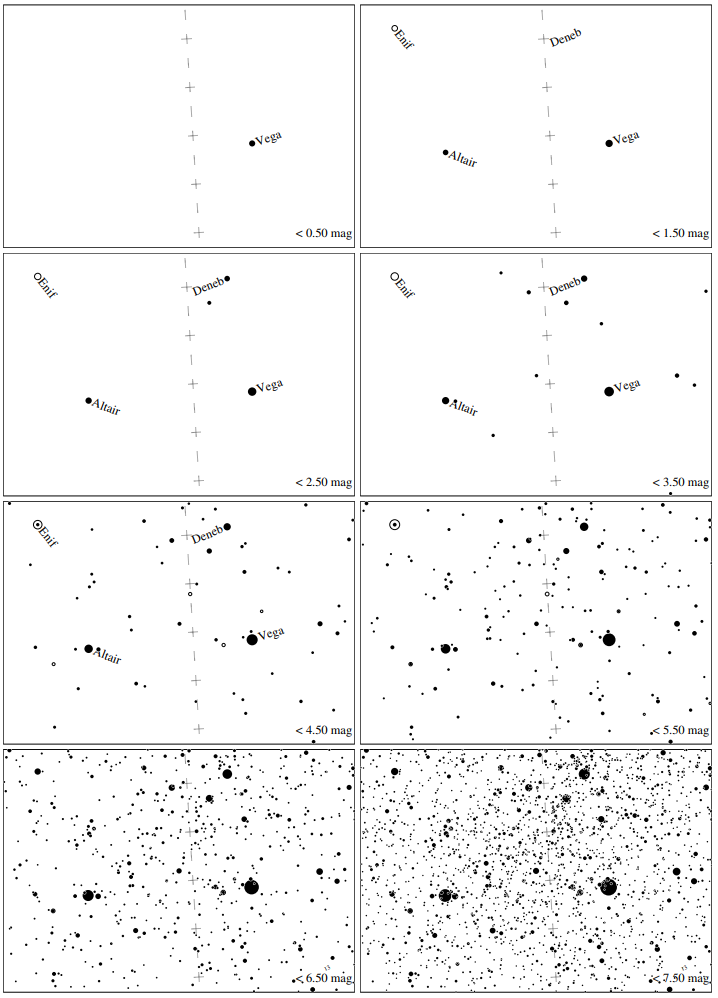 Vega
< 0.50 mag
Enif
Deneb
Vega
Altair
< 1.50 mag
Enif
Deneb
Vega
Altair
< 2.50 mag
Enif
Deneb
Vega
Altair
< 3.50 mag
Enif
Deneb
Vega
Altair
< 4.50 mag
< 5.50 mag
< 6.50 mag
< 7.50 mag